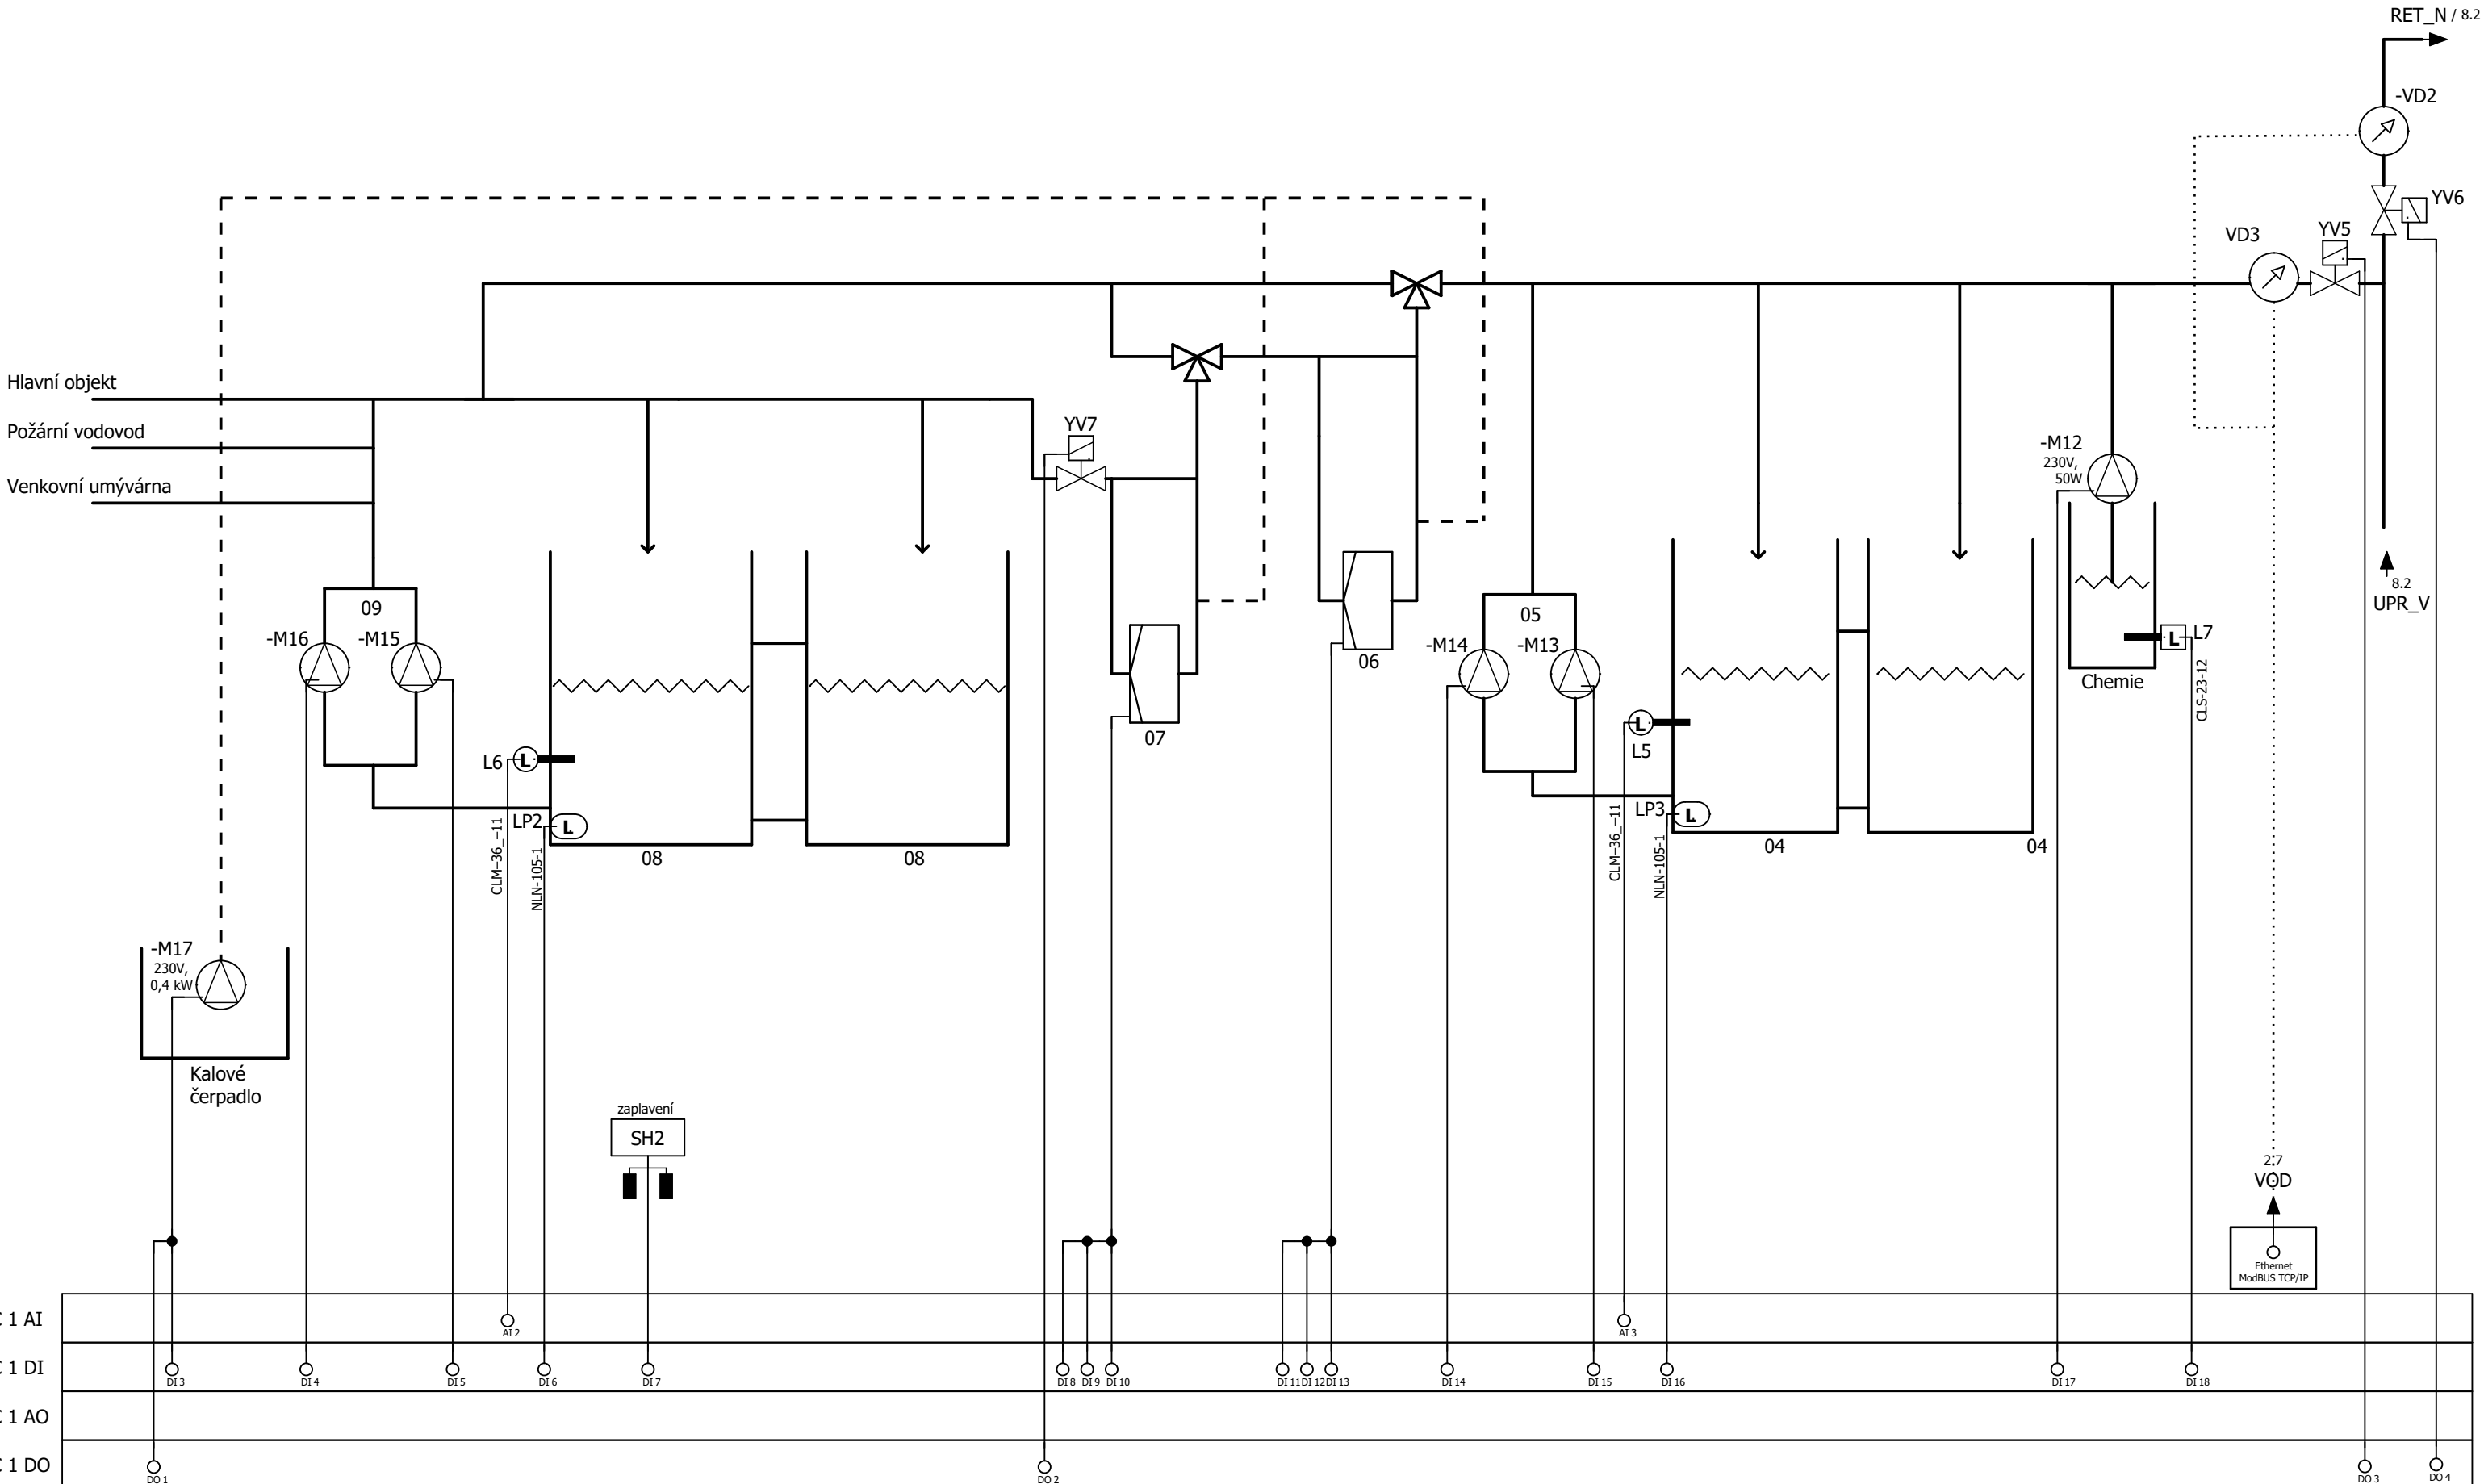 RET_N / 8.2
-VD2
YV6
YV5
VD3
Hlavní objekt
YV7
Požární vodovod
-M12
230V,
50W
Venkovní umývárna
8.2
UPR_V
09
05
-M16
-M15
-M14
-M13
L
L7
06
Chemie
CLS-23-12
07
L6
L
L
L5
LP2
L
LP3
L
CLM–36_–11
NLN-105-1
CLM–36_–11
NLN-105-1
08
08
04
04
-M17
230V,
0,4 kW
Kalové
čerpadlo
zaplavení
SH2
2.7
VOD
Ethernet
ModBUS TCP/IP
1 AI
AI 2
AI 3
1 DI
DI 3
DI 4
DI 5
DI 6
DI 7
DI 8
DI 9
DI 10
DI 11
DI 12
DI 13
DI 14
DI 15
DI 16
DI 17
DI 18
1 AO
1 DO
DO 1
DO 2
DO 3
DO 4